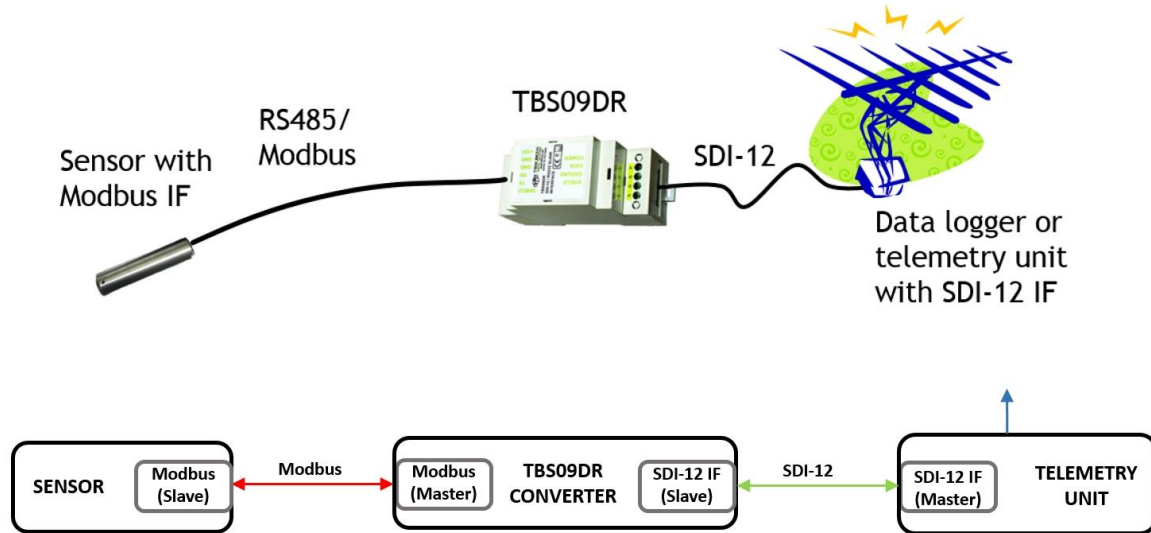 TBS09DR
RS485/
Modbus
Sensor with
Modbus IF
SDI-12
Data logger or
telemetry unit
with SDI-12 IF
SENSOR
Modbus
(Slave)
Modbus
Modbus
(Master)
TBS09DR
CONVERTER
SDI-12 IF
(Slave)
SDI-12
SDI-12 IF
(Master)
TELEMETRY
UNIT